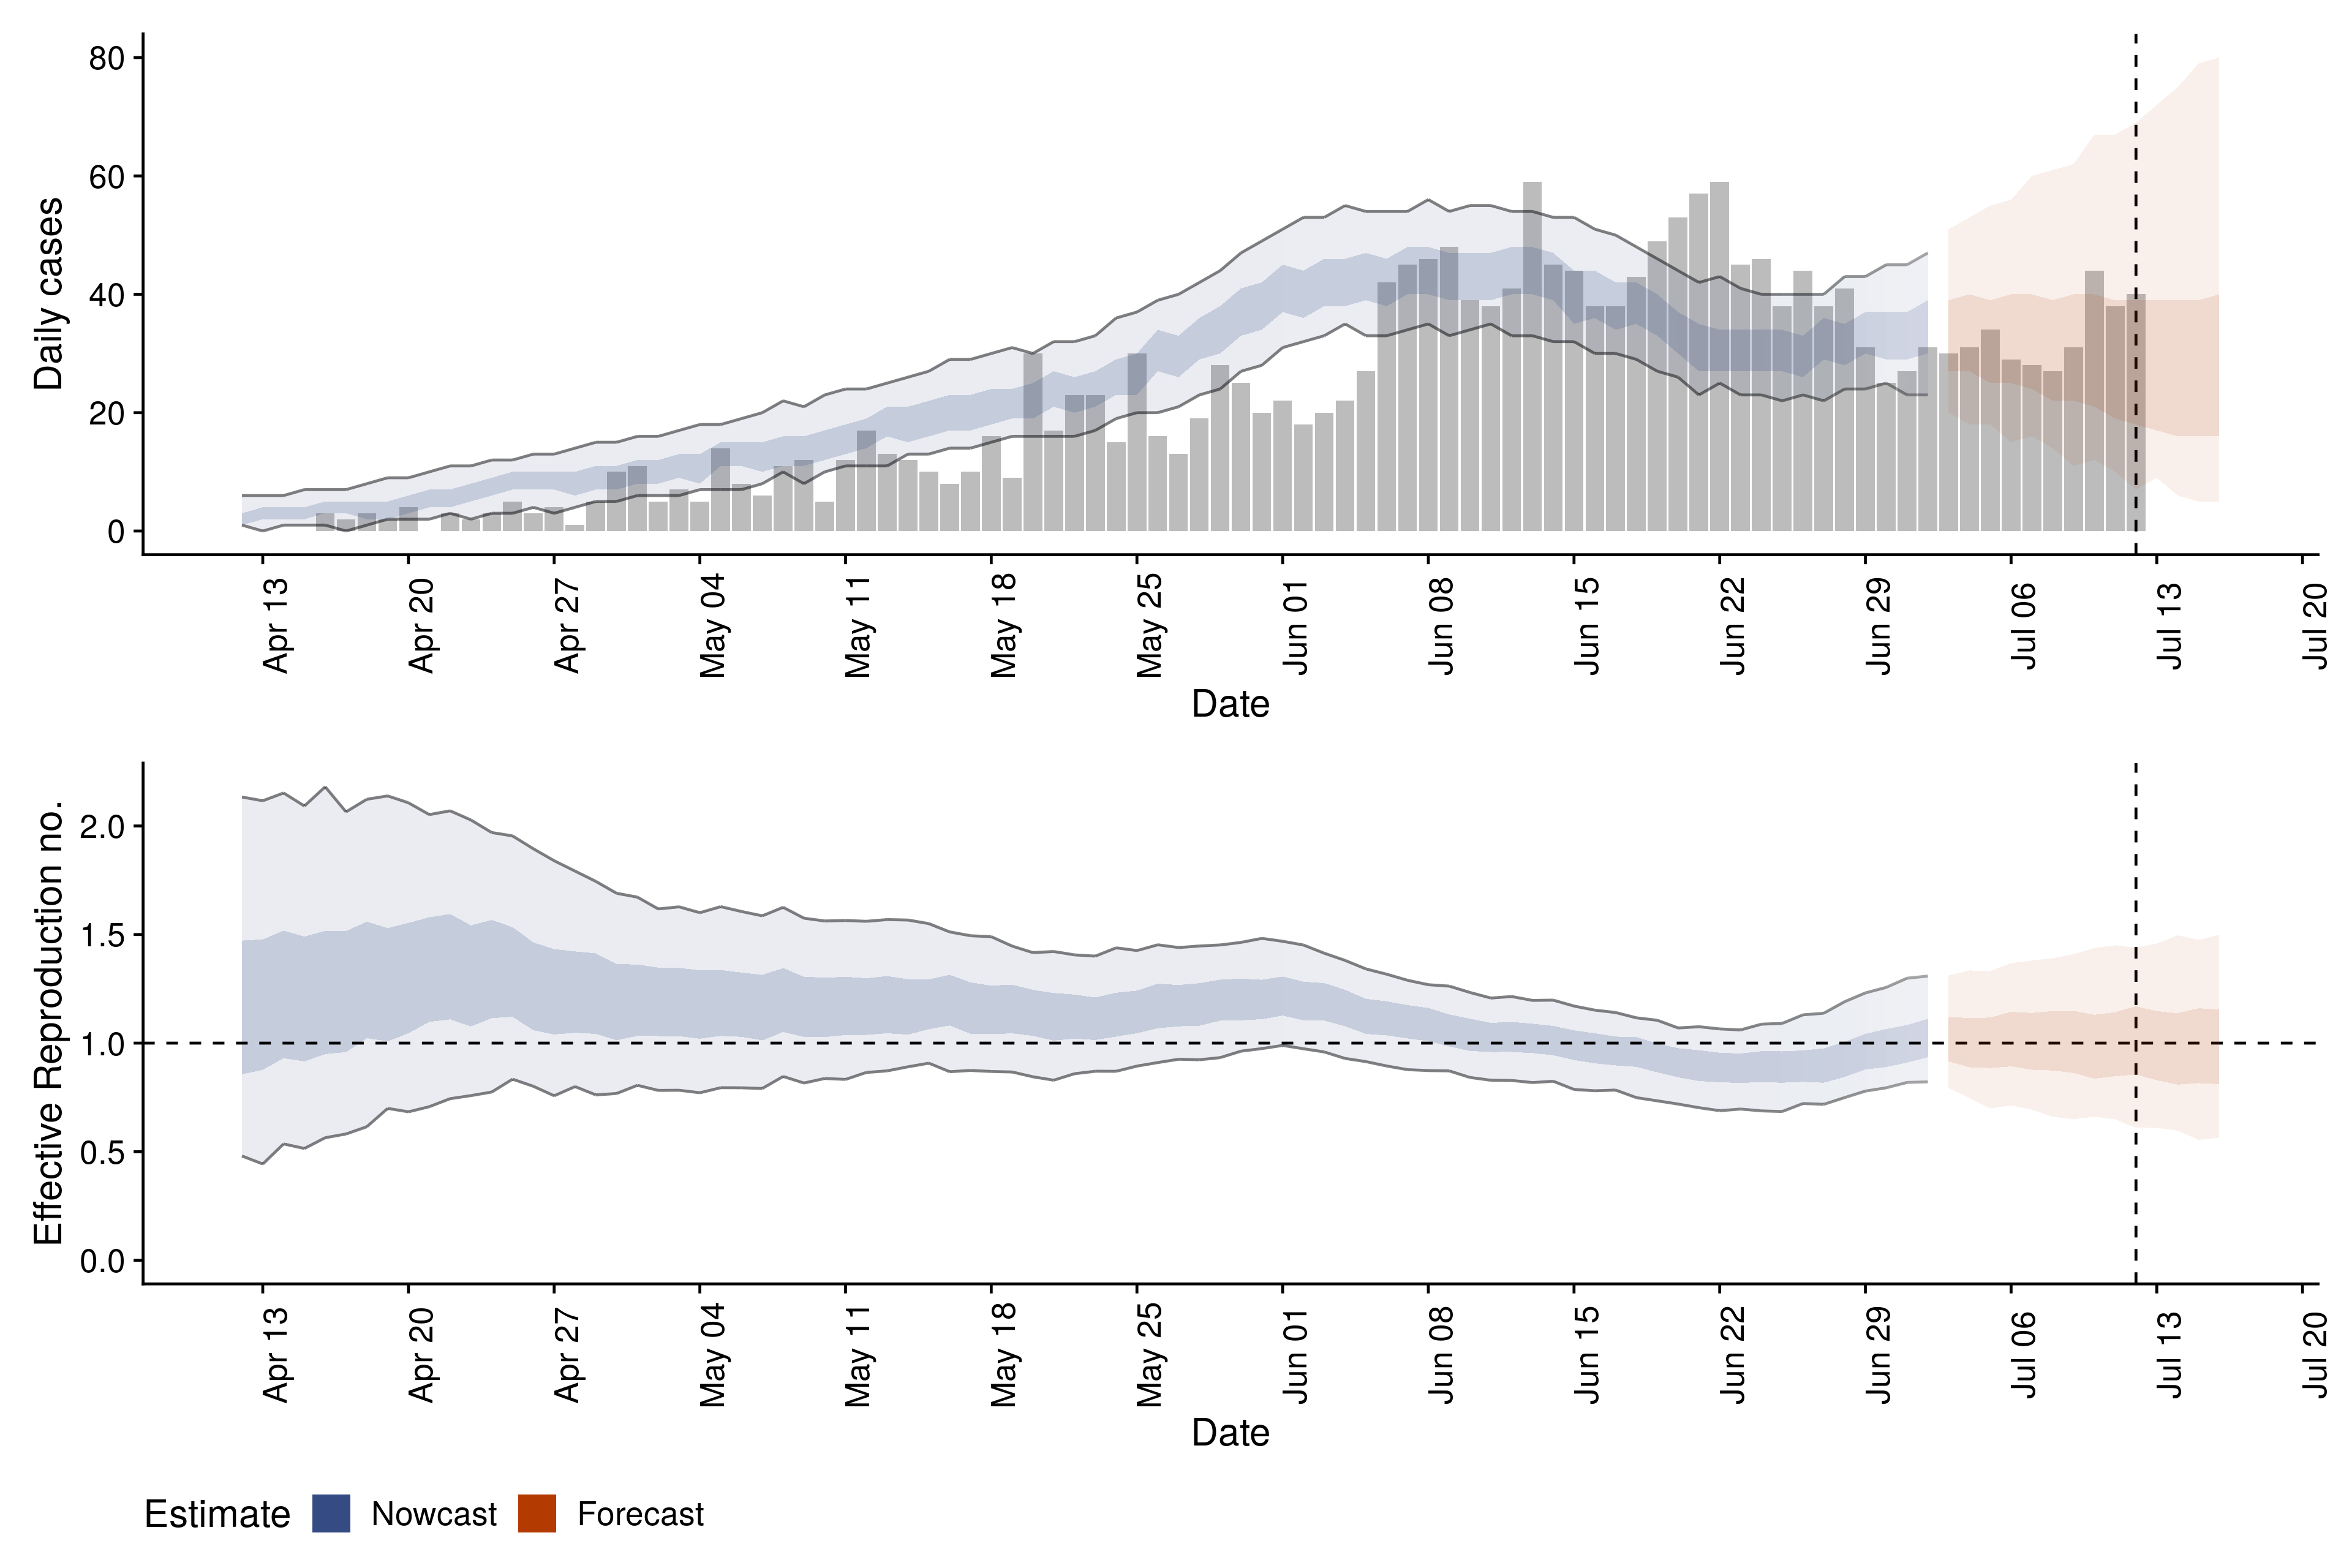 Daily cases
80
60
40
20
0
Apr 13
Apr 20
Apr 27
May 04
May 11
May 18
May 25
Jun 01
Jun 08
Jun 15
Jun 22
Jun 29
Jul 06
Jul 13
Jul 20
Date
Effective Reproduction no.
2.0
1.5
1.0
0.5
0.0
Apr 13
Apr 20
Apr 27
May 04
May 11
May 18
May 25
Jun 01
Jun 08
Jun 15
Jun 22
Jun 29
Jul 06
Jul 13
Jul 20
Date
Estimate Nowcast Forecast